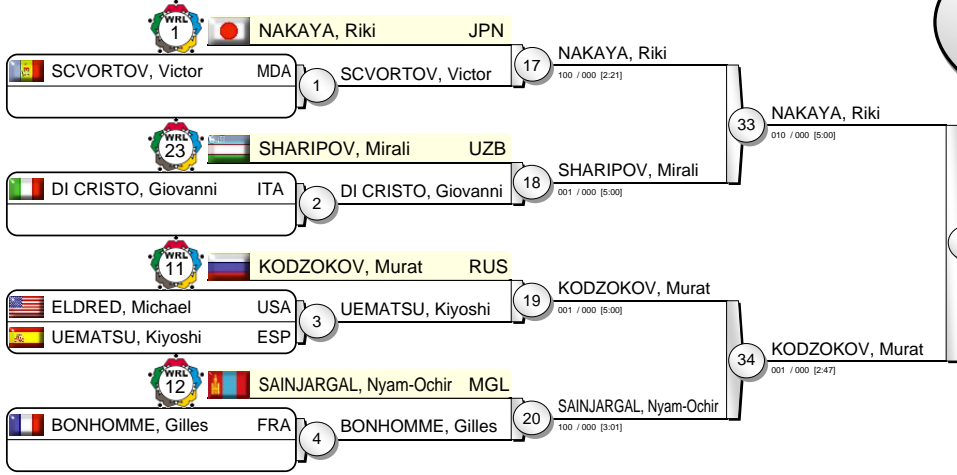 WRL 1 NAKAYA, Riki JPN
SCVORTOV, Victor MDA
1 SCVORTOV, Victor
17 NAKAYA, Riki
100 / 000 [2:21]
WRL 23 SHARIPOV, Mirali UZB
DI CRISTO, Giovanni ITA
2 DI CRISTO, Giovanni
18 SHARIPOV, Mirali
001 / 000 [5:00]
33 NAKAYA, Riki
010 / 000 [5:00]
WRL 11 KODZOKOV, Murat RUS
ELDRED, Michael USA
UEMATSU, Kiyoshi ESP
3 UEMATSU, Kiyoshi
19 KODZOKOV, Murat
001 / 000 [5:00]
WRL 12 SAINJARGAL, Nyam-Ochir MGL
BONHOMME, Gilles FRA
4 BONHOMME, Gilles
20 SAINJARGAL, Nyam-Ochir
100 / 000 [3:01]
34 KODZOKOV, Murat
001 / 000 [2:47]